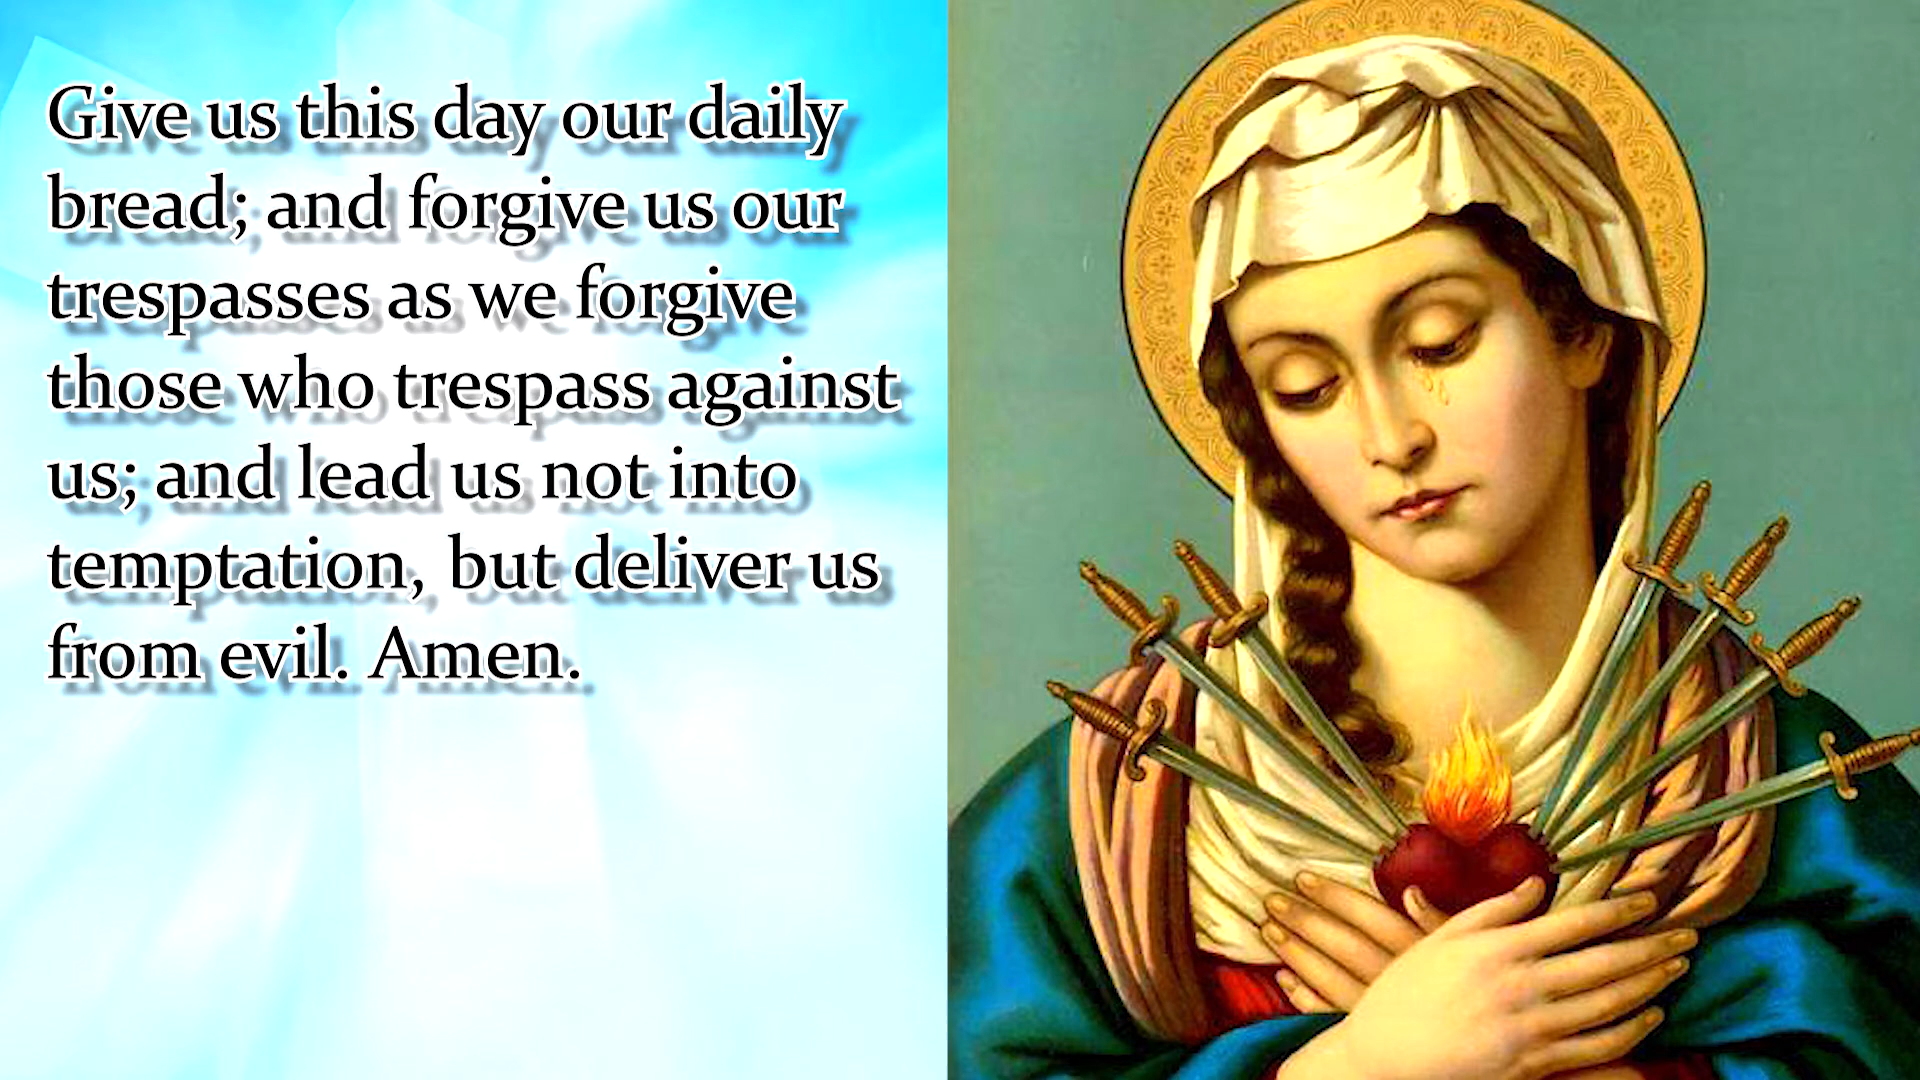 Give us this day our daily
bread; and forgive us our
trespasses as we forgive
those who trespass against
us; and lead us not into
temptation, but deliver us
from evil. Amen.